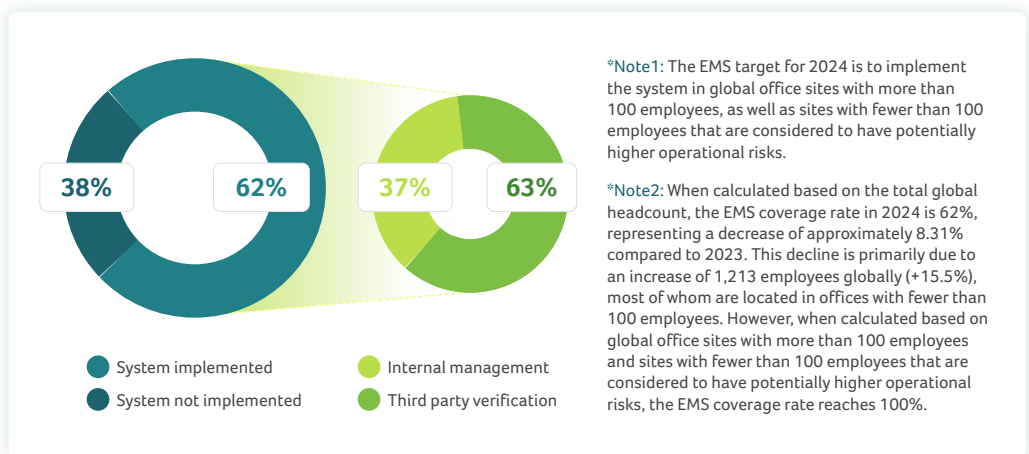 38%
62%
37%
63%
System implemented
System not implemented
Internal management
Third party verification
*Note1: The EMS target for 2024 is to implement
the system in global office sites with more than
100 employees, as well as sites with fewer than 100
employees that are considered to have potentially
higher operational risks.
*Note2: When calculated based on the total global
headcount, the EMS coverage rate in 2024 is 62%,
representing a decrease of approximately 8.31%
compared to 2023. This decline is primarily due to
an increase of 1,213 employees globally (+15.5%),
most of whom are located in offices with fewer than
100 employees. However, when calculated based on
global office sites with more than 100 employees
and sites with fewer than 100 employees that are
considered to have potentially higher operational
risks, the EMS coverage rate reaches 100%.